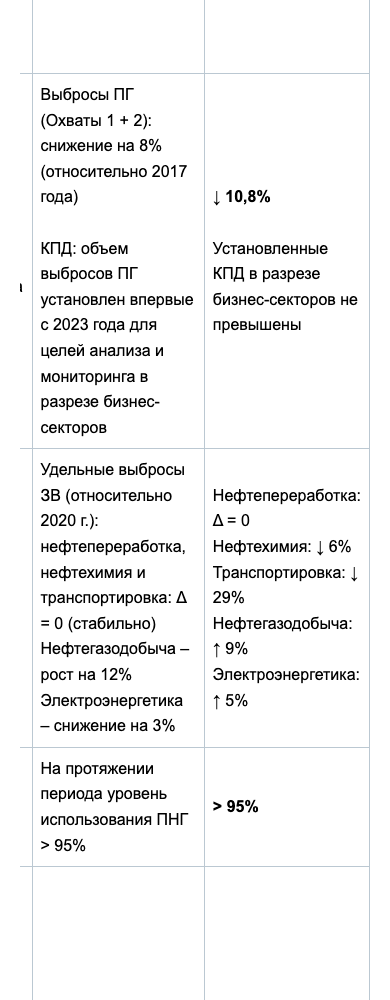 Выбросы ПГ
(Охваты 1 + 2):
снижение на 8%
(относительно 2017
года)
КПД: объем
выбросов ПГ
установлен впервые
с 2023 года для
целей анализа и
мониторинга в
разрезе бизнес-
секторов
↓ 10,8%
Установленные
КПД в разрезе
бизнес-секторов не
превышены
Удельные выбросы
ЗВ (относительно
2020 г.):
нефтепереработка,
нефтехимия и
транспортировка: Δ
= 0 (стабильно)
Нефтегазодобыча –
рост на 12%
Электроэнергетика
– снижение на 3%
Нефтепереработка:
Δ = 0
Нефтехимия: ↓ 6%
Транспортировка: ↓
29%
Нефтегазодобыча:
↑ 9%
Электроэнергетика:
↑ 5%
На протяжении
периода уровень
использования ПНГ
> 95%
> 95%